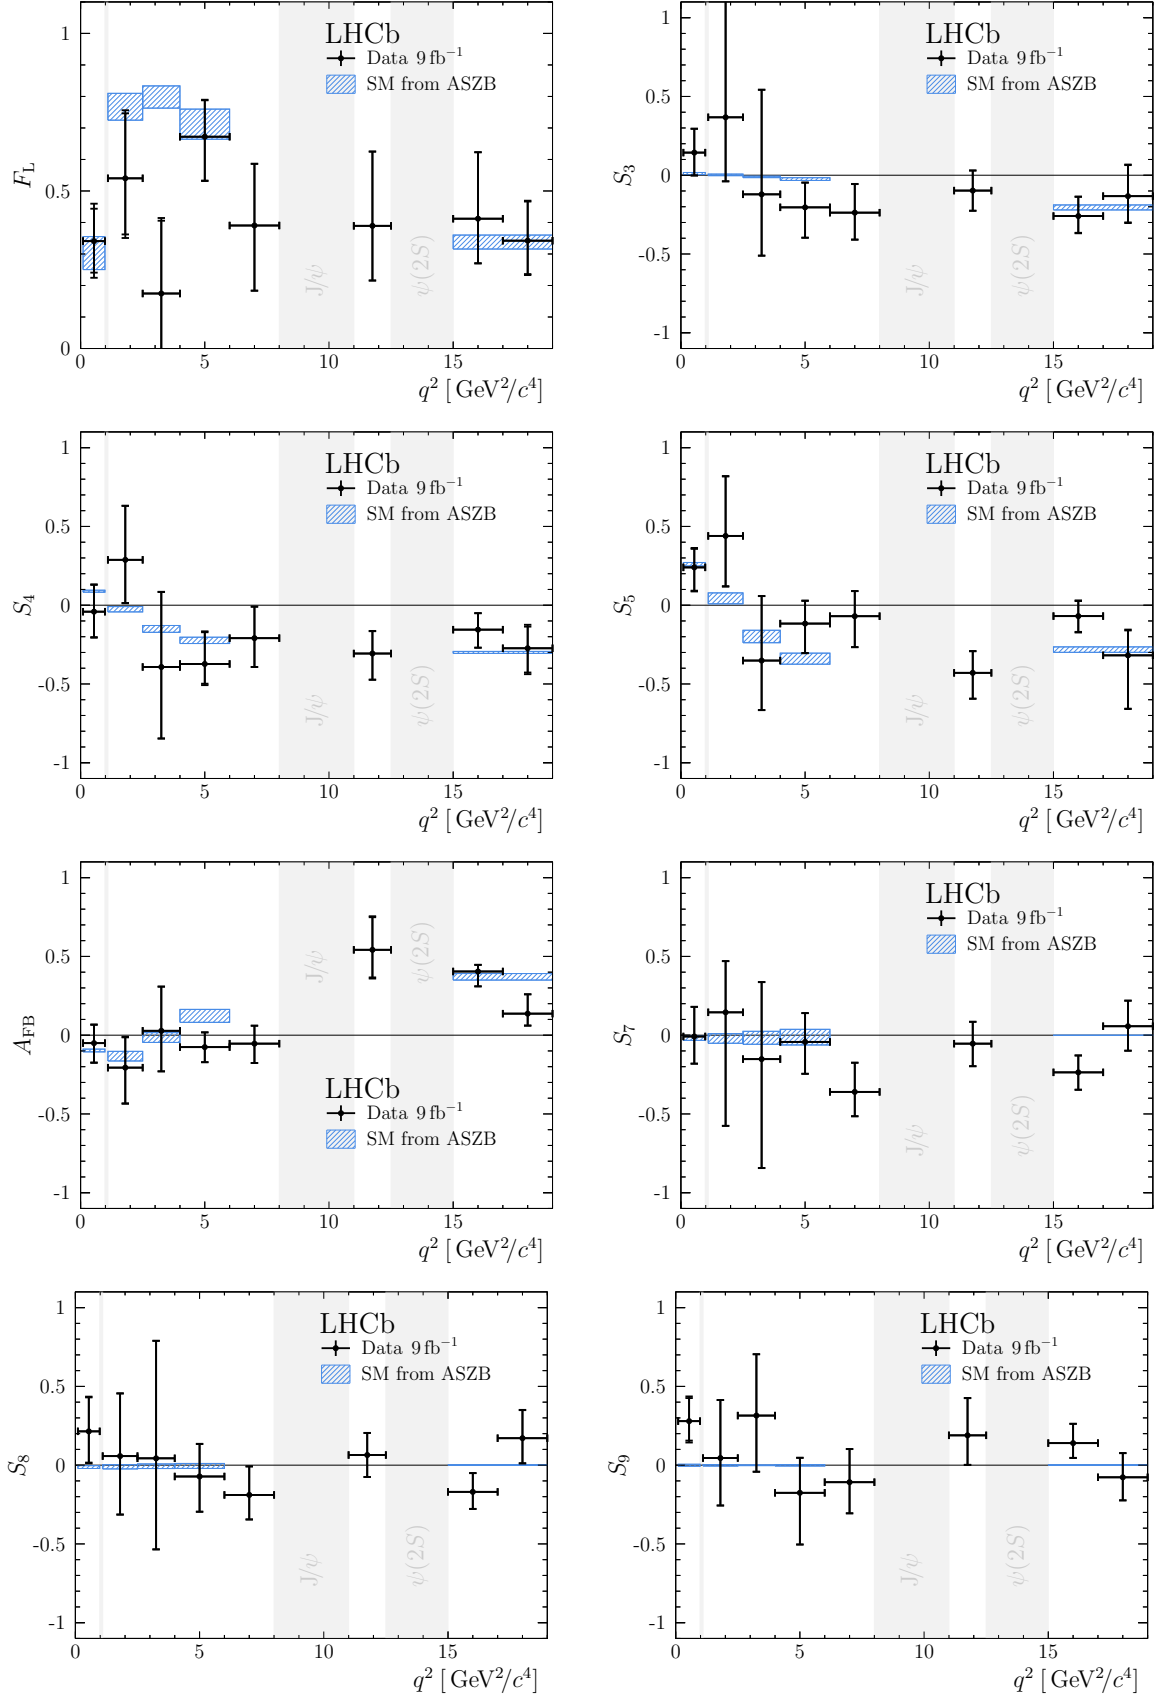 1
0.5
0
F_L
LHCb
Data 9 fb⁻¹
SM from ASZB
J/ψ
ψ(2S)
0 5 10 15
q² [GeV²/c⁴]
1
0.5
0
-0.5
-1
S₃
LHCb
Data 9 fb⁻¹
SM from ASZB
J/ψ
ψ(2S)
0 5 10 15
q² [GeV²/c⁴]
1
0.5
0
-0.5
-1
S₄
LHCb
Data 9 fb⁻¹
SM from ASZB
J/ψ
ψ(2S)
0 5 10 15
q² [GeV²/c⁴]
1
0.5
0
-0.5
-1
S₅
LHCb
Data 9 fb⁻¹
SM from ASZB
J/ψ
ψ(2S)
0 5 10 15
q² [GeV²/c⁴]
1
0.5
0
-0.5
-1
A_FB
J/ψ
ψ(2S)
LHCb
Data 9 fb⁻¹
SM from ASZB
0 5 10 15
q² [GeV²/c⁴]
1
0.5
0
-0.5
-1
S₇
LHCb
Data 9 fb⁻¹
SM from ASZB
J/ψ
ψ(2S)
0 5 10 15
q² [GeV²/c⁴]
1
0.5
0
-0.5
-1
S₈
LHCb
Data 9 fb⁻¹
SM from ASZB
J/ψ
ψ(2S)
0 5 10 15
q² [GeV²/c⁴]
1
0.5
0
-0.5
-1
S₉
LHCb
Data 9 fb⁻¹
SM from ASZB
J/ψ
ψ(2S)
0 5 10 15
q² [GeV²/c⁴]